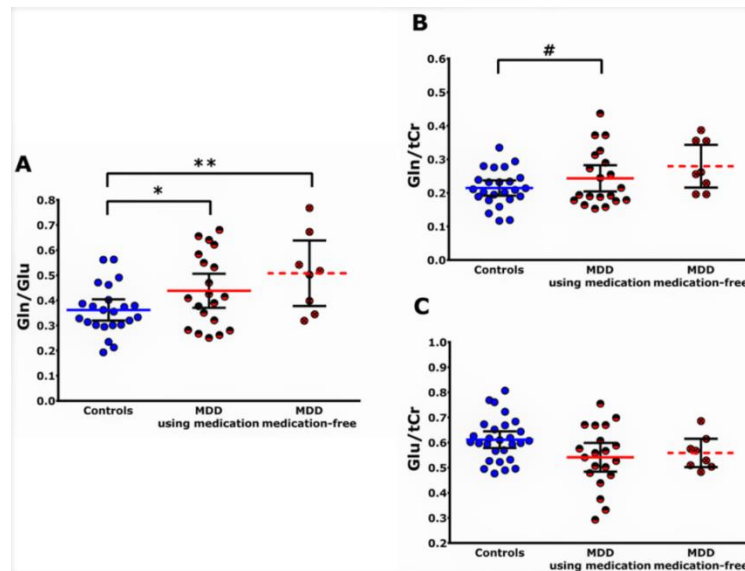 A
**
*
Gln/Glu
0.8
0.7
0.6
0.5
0.4
0.3
0.2
0.1
0.0
Controls
MDD
using medication
MDD
medication-free
B
#
Gln/tCr
0.6
0.5
0.4
0.3
0.2
0.1
0.0
Controls
MDD
using medication
MDD
medication-free
C
Glu/tCr
1.0
0.9
0.8
0.7
0.6
0.5
0.4
0.3
0.2
Controls
MDD
using medication
MDD
medication-free